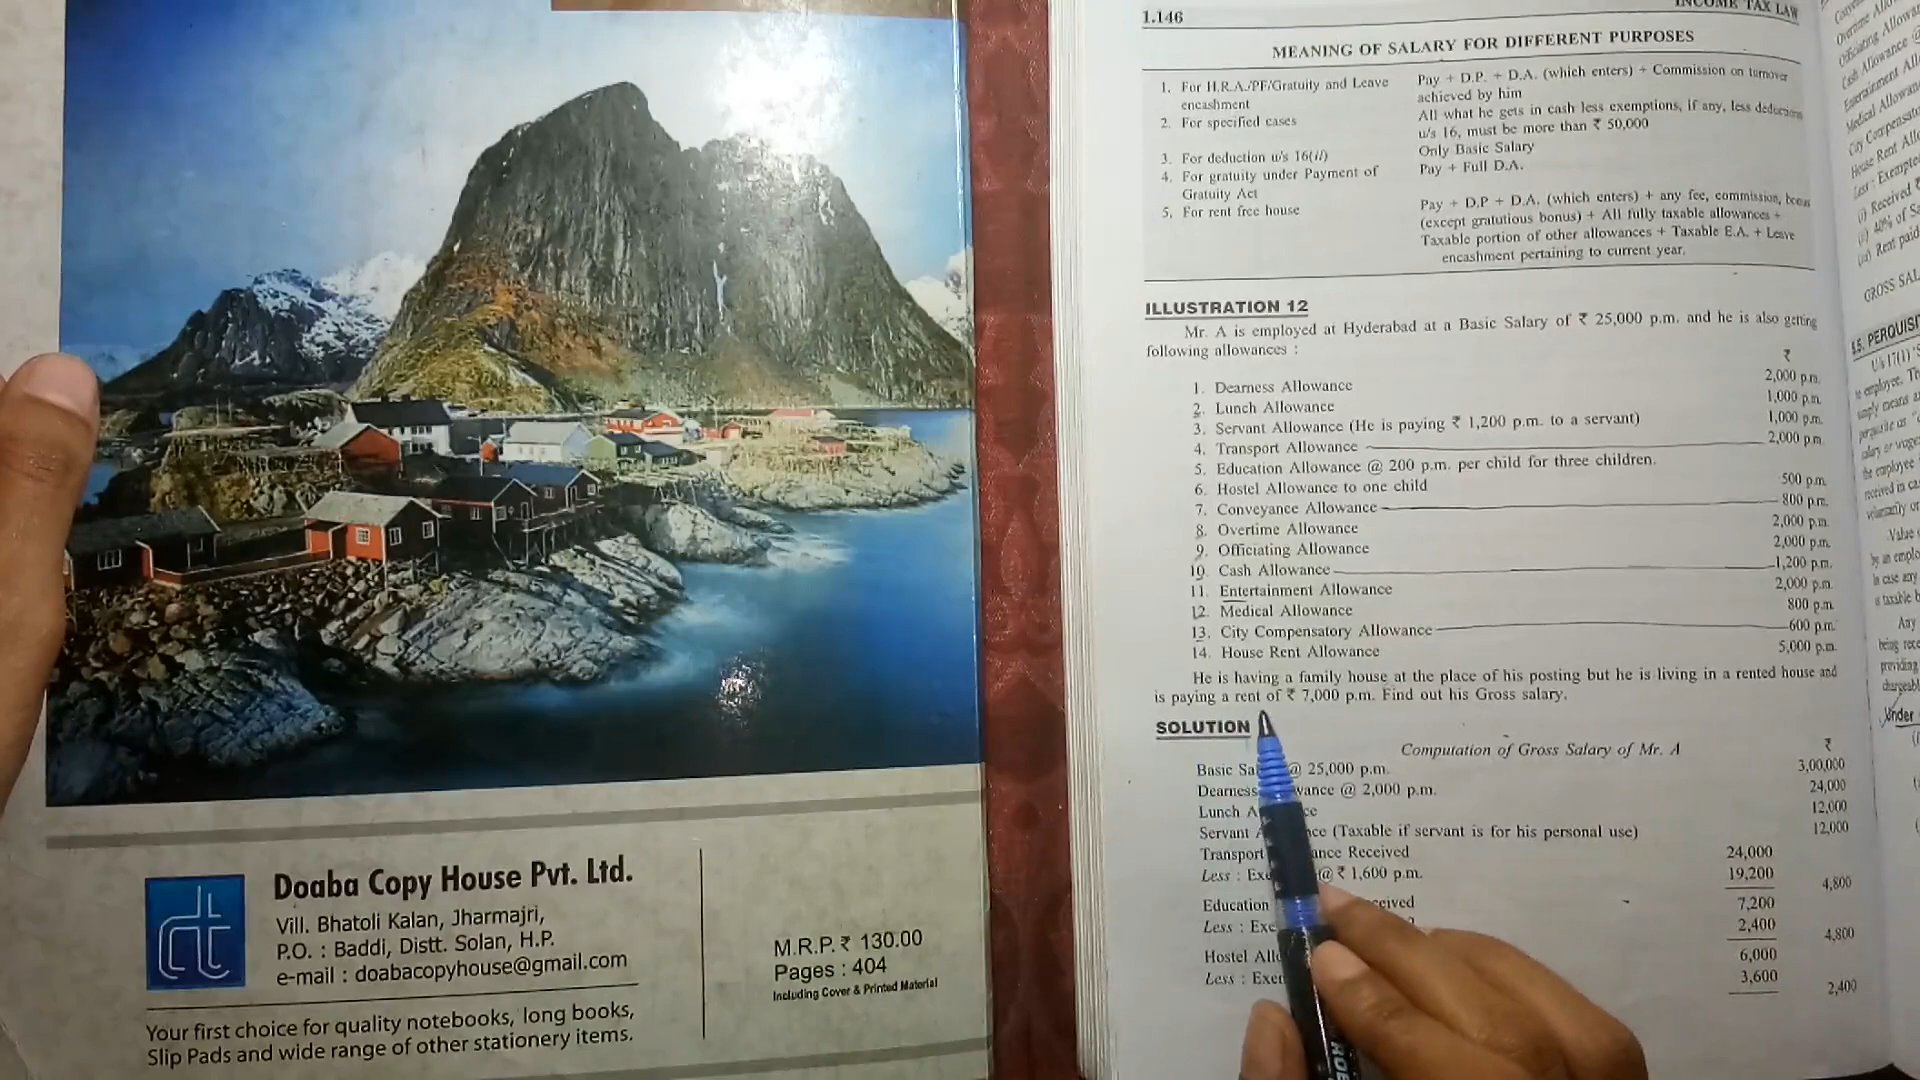 Doaba Copy House Pvt. Ltd.
Vill. Bhatoli Kalan, Jharmajri,
P.O. : Baddi, Distt. Solan, H.P.
e-mail : doabacopyhouse@gmail.com
Your first choice for quality notebooks, long books,
Slip Pads and wide range of other stationery items.
M.R.P. ₹ 130.00
Pages : 404
Including Cover & Printed Material
1.146
INCOME TAX LAW
MEANING OF SALARY FOR DIFFERENT PURPOSES
1. For H.R.A./PF/Gratuity and Leave encashment
Pay + D.P. + D.A. (which enters) + Commission on turnover
achieved by him
2. For specified cases
All what he gets in cash less exemptions, if any, less deductions
u/s 16, must be more than ₹ 50,000
3. For deduction u/s 16(ii)
Only Basic Salary
4. For gratuity under Payment of
Gratuity Act
Pay + Full D.A.
5. For rent free house
Pay + D.P + D.A. (which enters) + any fee, commission, bonus
(except gratutious bonus) + All fully taxable allowances +
Taxable portion of other allowances + Taxable E.A. + Leave
encashment pertaining to current year.
ILLUSTRATION 12
Mr. A is employed at Hyderabad at a Basic Salary of ₹ 25,000 p.m. and he is also getting
following allowances :
₹
1. Dearness Allowance 2,000 p.m.
2. Lunch Allowance 1,000 p.m.
3. Servant Allowance (He is paying ₹ 1,200 p.m. to a servant) 1,000 p.m.
4. Transport Allowance 2,000 p.m.
5. Education Allowance @ 200 p.m. per child for three children.
6. Hostel Allowance to one child 500 p.m.
7. Conveyance Allowance 800 p.m.
8. Overtime Allowance 2,000 p.m.
9. Officiating Allowance 2,000 p.m.
10. Cash Allowance 1,200 p.m.
11. Entertainment Allowance 2,000 p.m.
12. Medical Allowance 800 p.m.
13. City Compensatory Allowance 600 p.m.
14. House Rent Allowance 5,000 p.m.
He is having a family house at the place of his posting but he is living in a rented house and
is paying a rent of ₹ 7,000 p.m. Find out his Gross salary.
SOLUTION
Computation of Gross Salary of Mr. A
₹
Basic @ 25,000 p.m. 3,00,000
Dearness @ 2,000 p.m. 24,000
Lunch 12,000
Servant (Taxable if servant is for his personal use) 12,000
Transport Received 24,000
Less : @ ₹ 1,600 p.m. 19,200 4,800
Education 7,200
Less : 2,400 4,800
Hostel 6,000
Less : 3,600 2,400